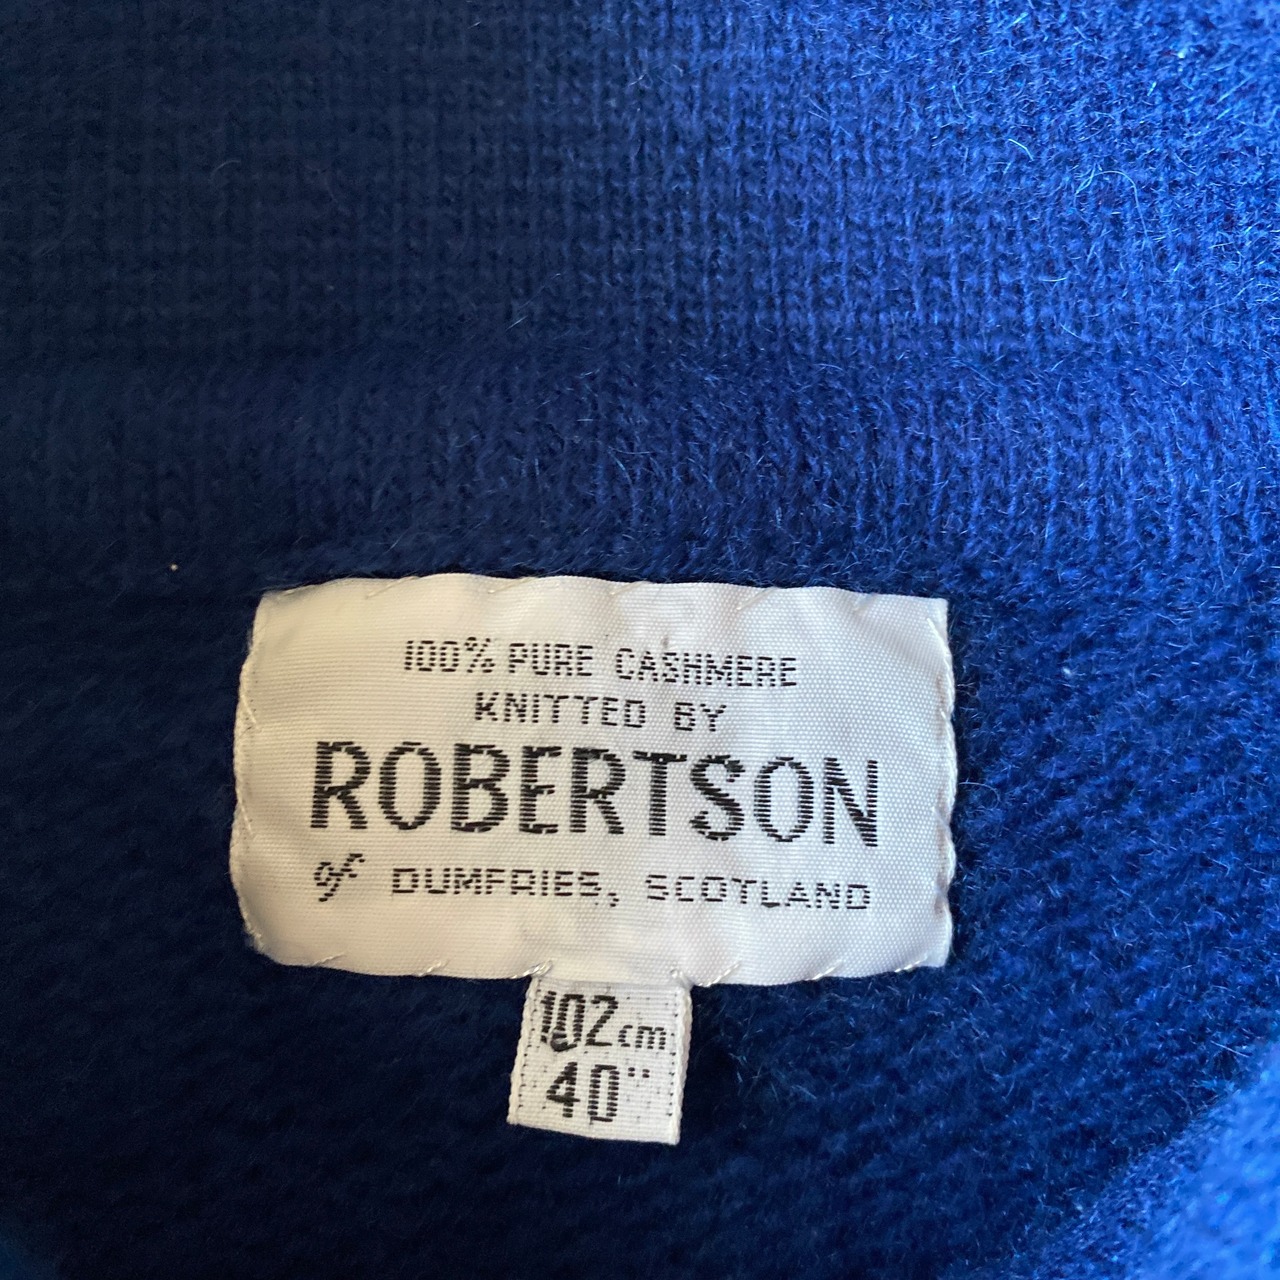 100% PURE CASHMERE
KNITTED BY
ROBERTSON
of DUMFRIES, SCOTLAND
102cm
40"